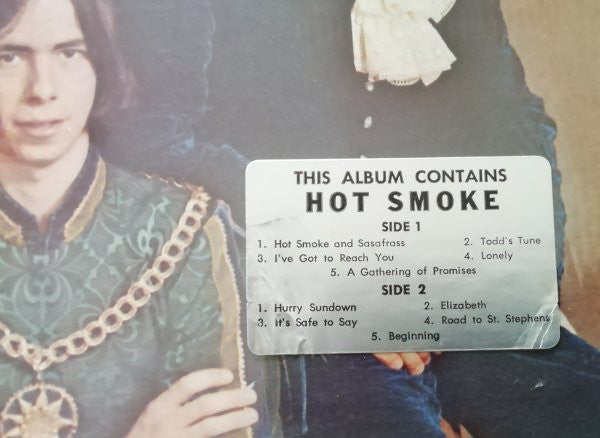 THIS ALBUM CONTAINS
HOT SMOKE
SIDE 1
1. Hot Smoke and Sasafrass 2. Todd's Tune
3. I've Got to Reach You 4. Lonely
5. A Gathering of Promises
SIDE 2
1. Hurry Sundown 2. Elizabeth
3. It's Safe to Say 4. Road to St. Stephens
5. Beginning